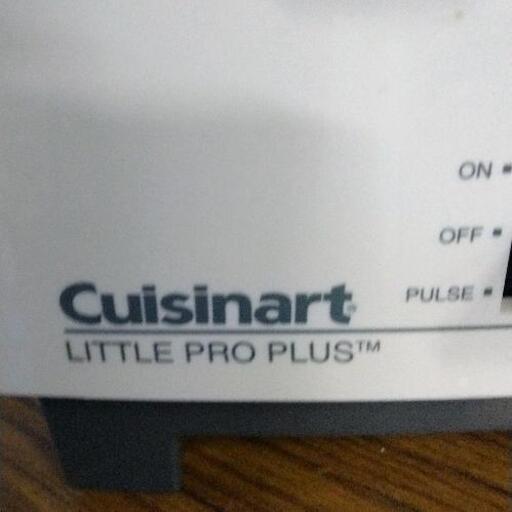 ON
OFF
PULSE
Cuisinart®
LITTLE PRO PLUS™